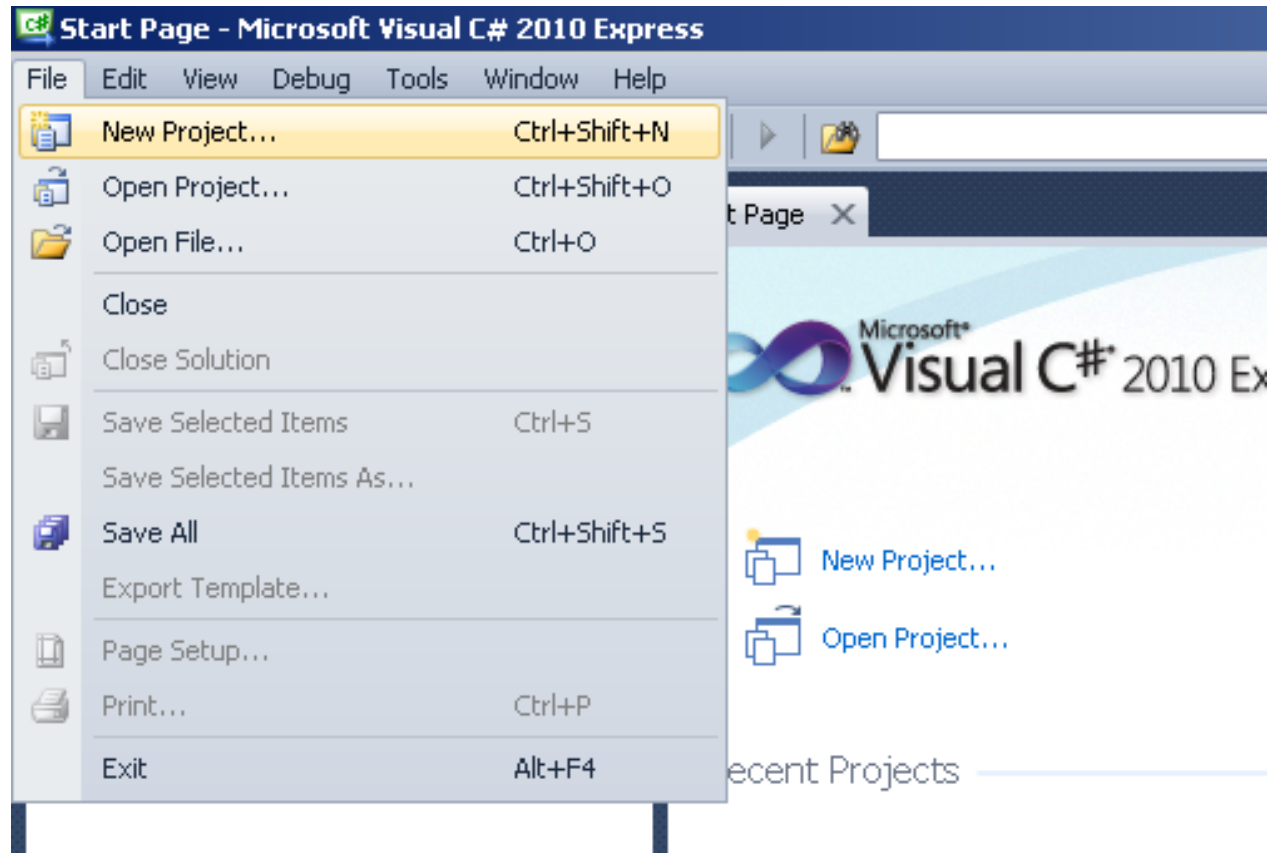 Start Page - Microsoft Visual C# 2010 Express
File Edit View Debug Tools Window Help
New Project... Ctrl+Shift+N
Open Project... Ctrl+Shift+O
Open File... Ctrl+O
Close
Close Solution
Save Selected Items Ctrl+S
Save Selected Items As...
Save All Ctrl+Shift+S
Export Template...
Page Setup...
Print... Ctrl+P
Exit Alt+F4
t Page
Microsoft®
Visual C# 2010 Ex
New Project...
Open Project...
ecent Projects